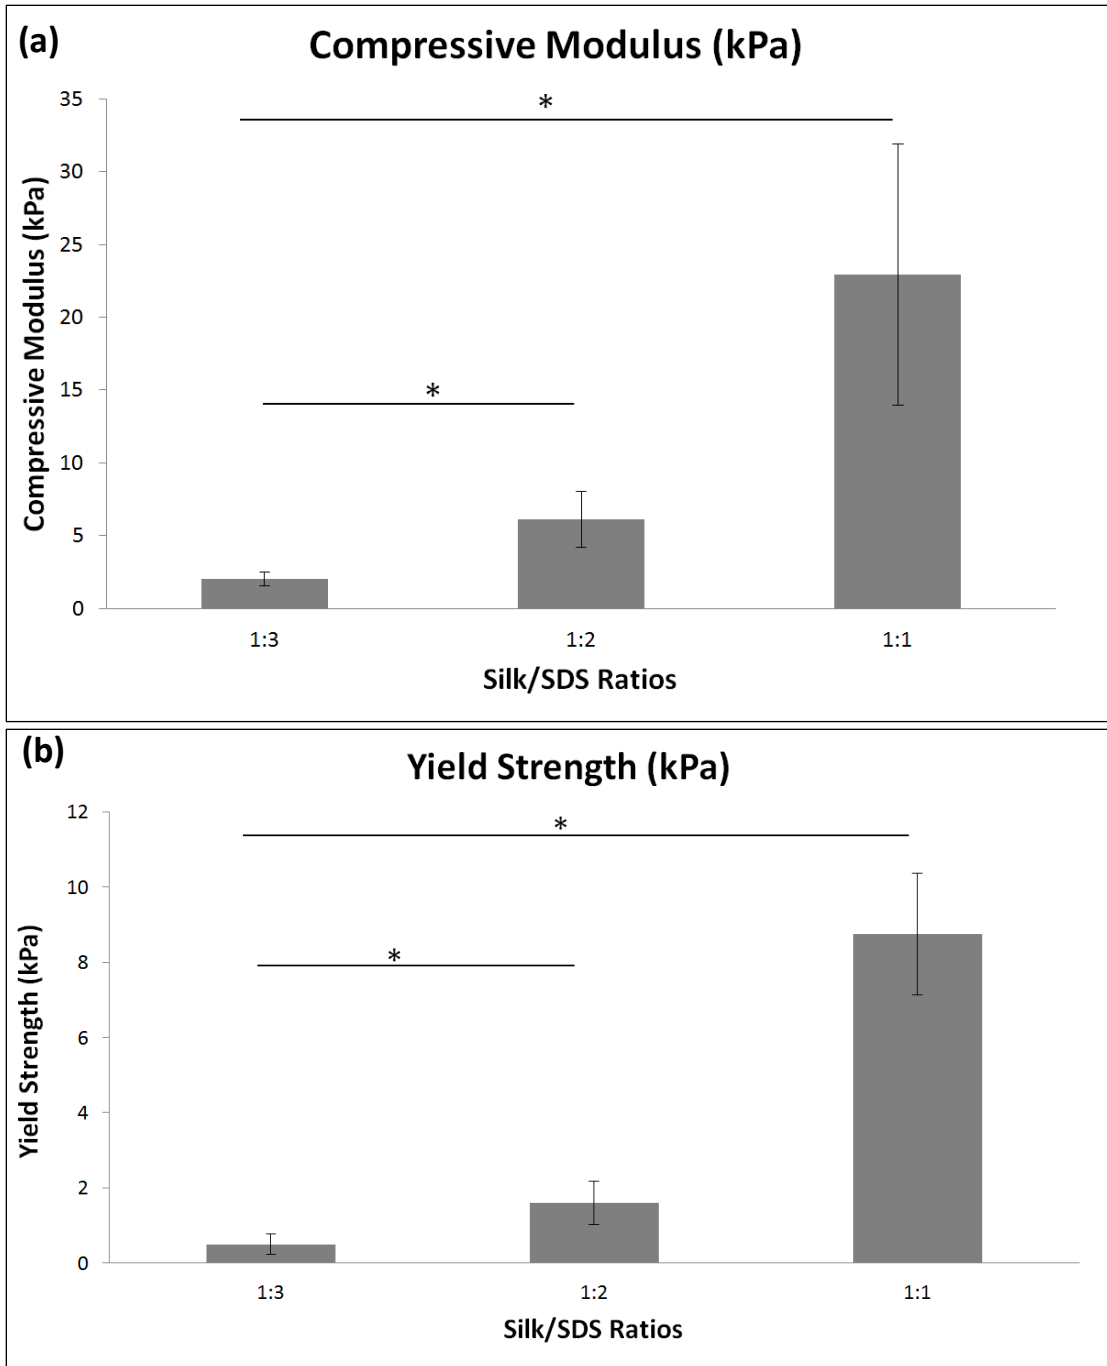 (a)
Compressive Modulus (kPa)
Compressive Modulus (kPa)
35
30
25
20
15
10
5
0
*
*
1:3 1:2 1:1
Silk/SDS Ratios
(b)
Yield Strength (kPa)
Yield Strength (kPa)
12
10
8
6
4
2
0
*
*
1:3 1:2 1:1
Silk/SDS Ratios